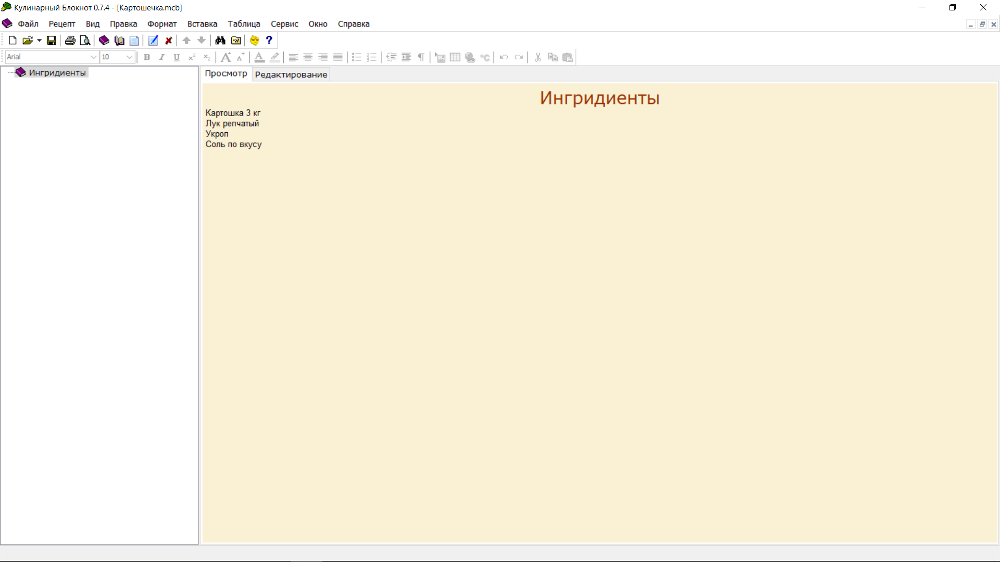 Кулинарный Блокнот 0.7.4 - [Картошечка.mcb]
Файл Рецепт Вид Правка Формат Вставка Таблица Сервис Окно Справка
Arial 10
Ингридиенты
Просмотр Редактирование
Ингридиенты
Картошка 3 кг
Лук репчатый
Укроп
Соль по вкусу